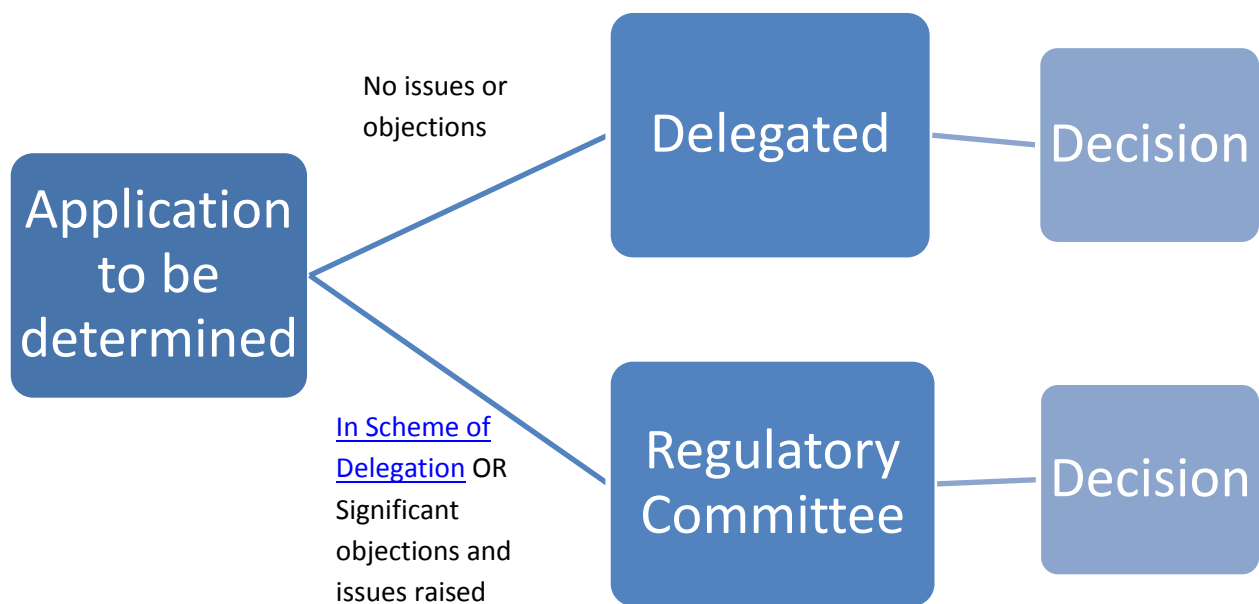 No issues or
objections
Delegated
Decision
Application
to be
determined
In Scheme of
Delegation OR
Significant
objections and
issues raised
Regulatory
Committee
Decision